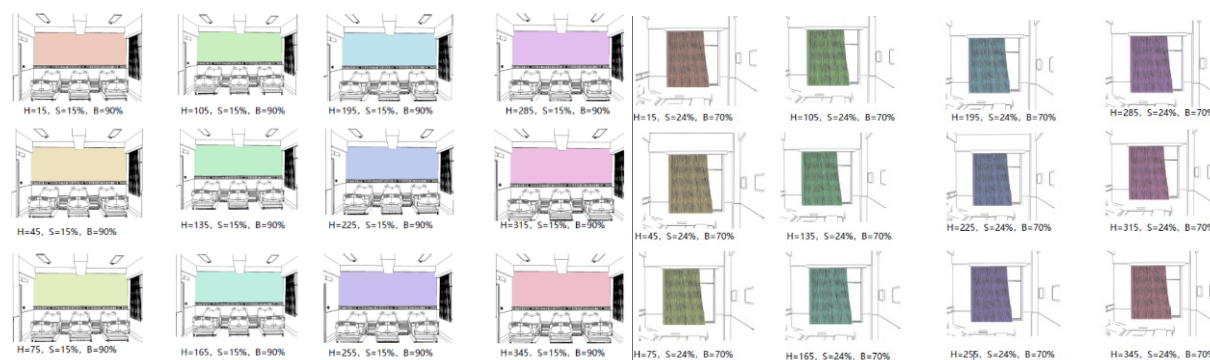 H=15, S=15%, B=90%
H=105, S=15%, B=90%
H=195, S=15%, B=90%
H=285, S=15%, B=90%
H=15, S=24%, B=70%
H=105, S=24%, B=70%
H=195, S=24%, B=70%
H=285, S=24%, B=70%
H=45, S=15%, B=90%
H=135, S=15%, B=90%
H=225, S=15%, B=90%
H=315, S=15%, B=90%
H=45, S=24%, B=70%
H=135, S=24%, B=70%
H=225, S=24%, B=70%
H=315, S=24%, B=70%
H=75, S=15%, B=90%
H=165, S=15%, B=90%
H=255, S=15%, B=90%
H=345, S=15%, B=90%
H=75, S=24%, B=70%
H=165, S=24%, B=70%
H=255, S=24%, B=70%
H=345, S=24%, B=70%